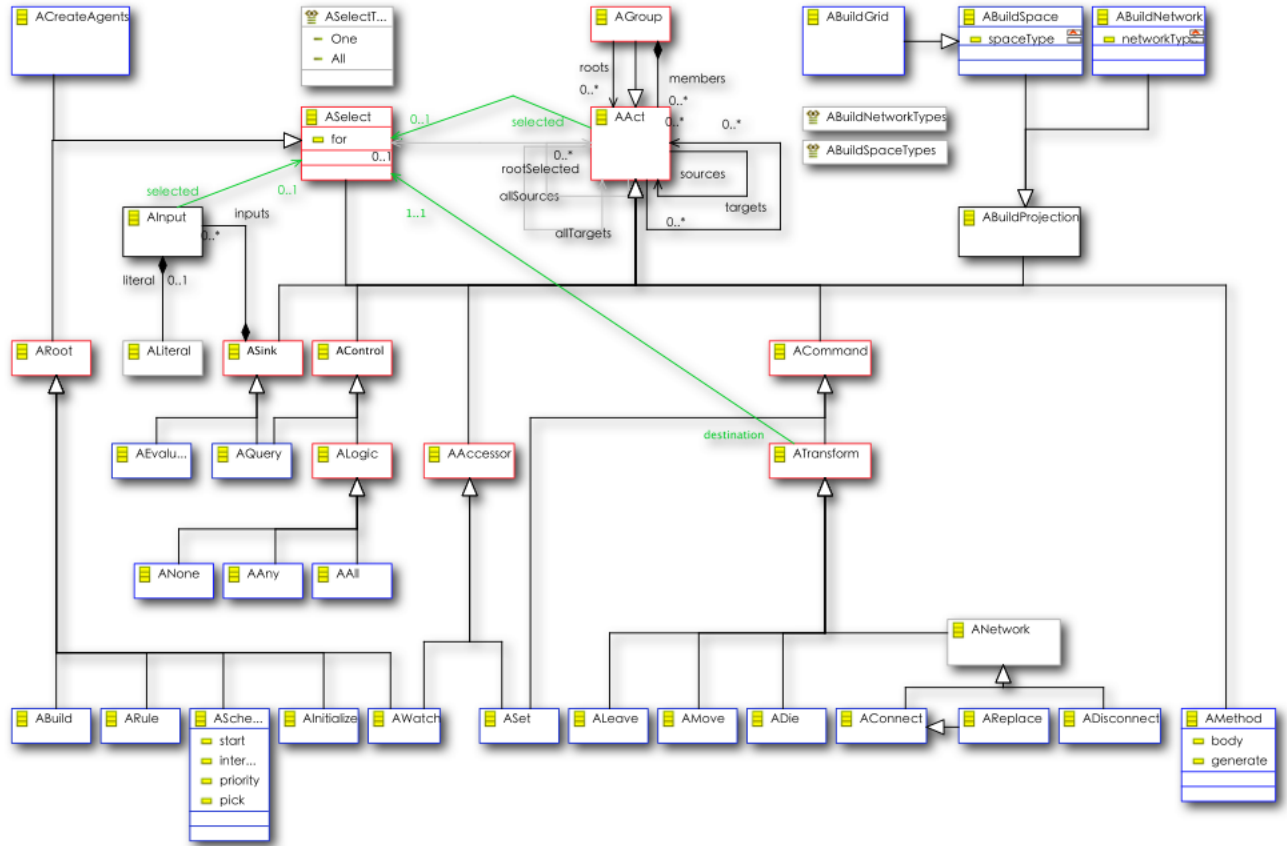 ACreateAgents
ASelectT...
One
All
AGroup
ABuildGrid
ABuildSpace
spaceType
ABuildNetwork
roots
0..*
members
0..*
ABuildNetworkTypes
ABuildSpaceTypes
ASelect
for
0..1
selected
AAct
0..*
0..*
0..1
0..*
rootSelected
sources
allSources
selected
0..1
1..1
targets
0..*
allTargets
AInput
inputs
0..*
ABuildProjection
literal
0..1
ARoot
ALiteral
ASink
AControl
ACommand
destination
AEvalu...
AQuery
ALogic
AAccessor
ATransform
ANone
AAny
AAll
ANetwork
ABuild
ARule
ASche...
start
inter...
priority
pick
AInitialize
AWatch
ASet
ALeave
AMove
ADie
AConnect
AReplace
ADisconnect
AMethod
body
generate